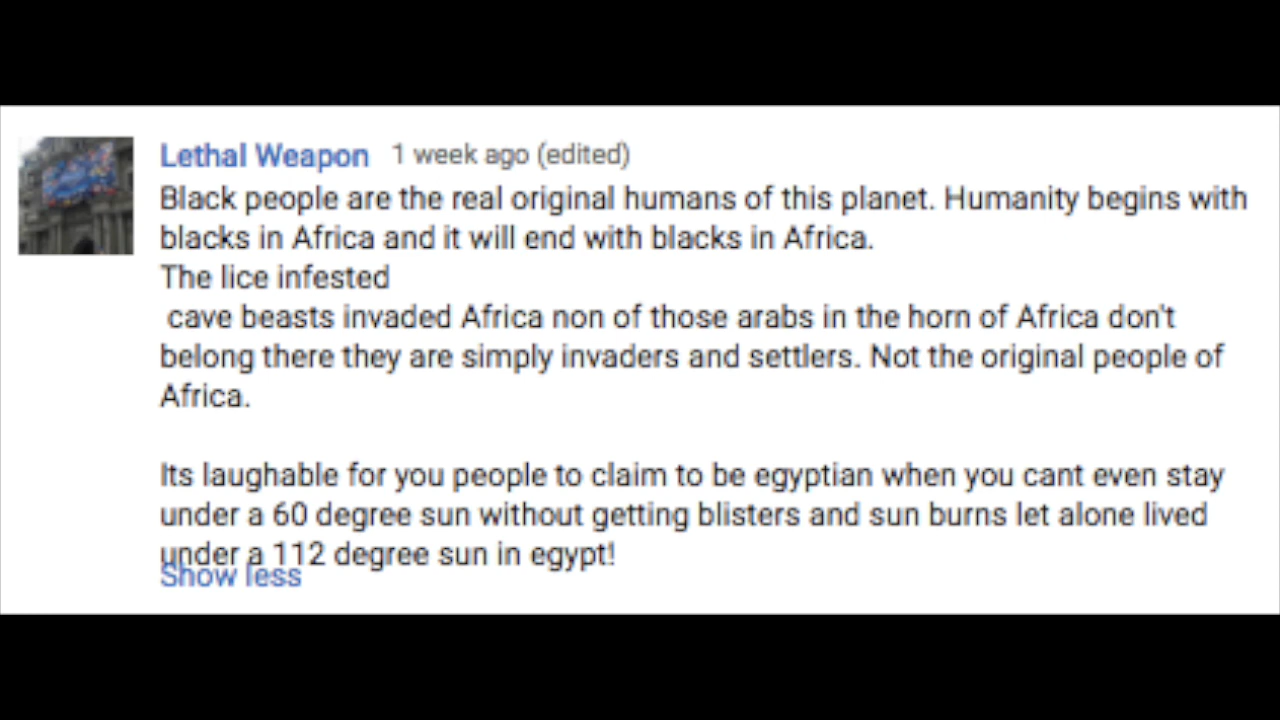 Lethal Weapon 1 week ago (edited)
Black people are the real original humans of this planet. Humanity begins with
blacks in Africa and it will end with blacks in Africa.
The lice infested
cave beasts invaded Africa non of those arabs in the horn of Africa don't
belong there they are simply invaders and settlers. Not the original people of
Africa.
Its laughable for you people to claim to be egyptian when you cant even stay
under a 60 degree sun without getting blisters and sun burns let alone lived
under a 112 degree sun in egypt!
Show less